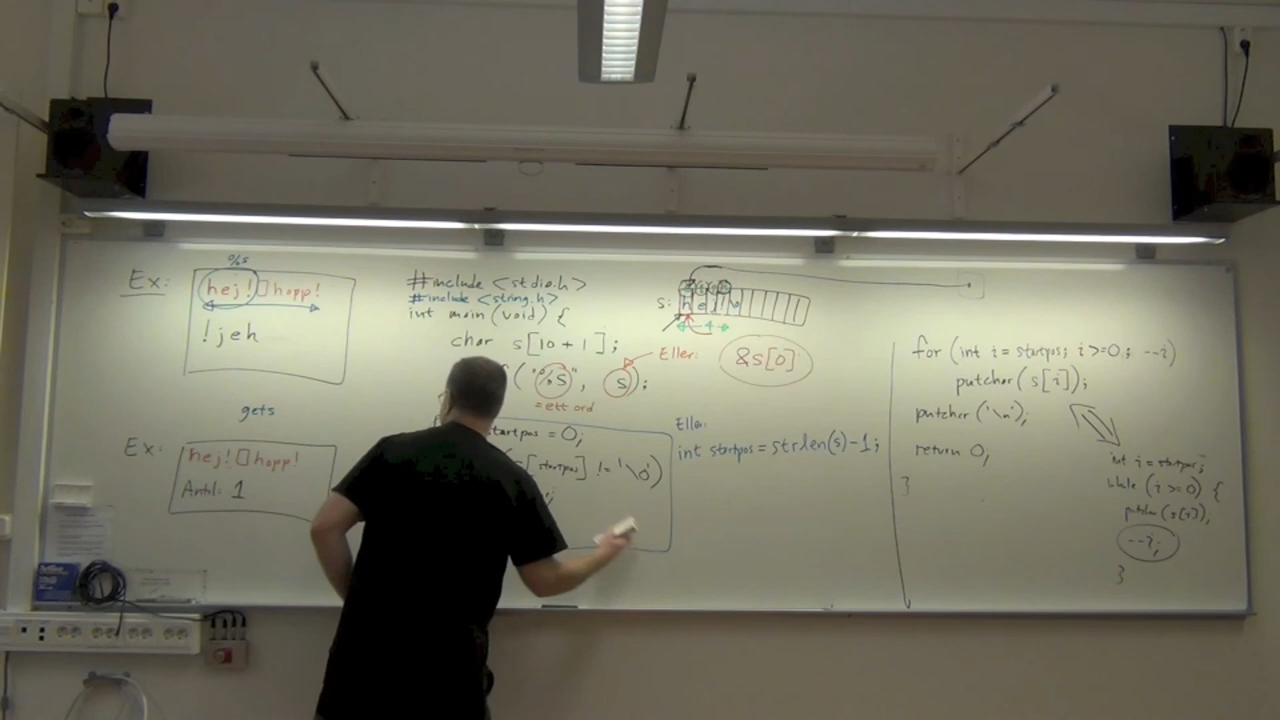 %s
Ex:
hej!▯hopp!
!jeh
gets
Ex:
hej!▯hopp!
Antal: 1
#include <stdio.h>
#include <string.h>
int main (void) {
char s[10 + 1];
("%s", s);
= ett ord
Eller:
&s[0]
startpos = 0;
s[startpos] != '\0')
s:
4
Eller:
int startpos = strlen(s)-1;
for (int i = startpos; i >=0; --i)
putchar(s[i]);
putchar('\n');
return 0;
}
int i = startpos;
while (i >= 0) {
putchar(s[i]);
--i;
}